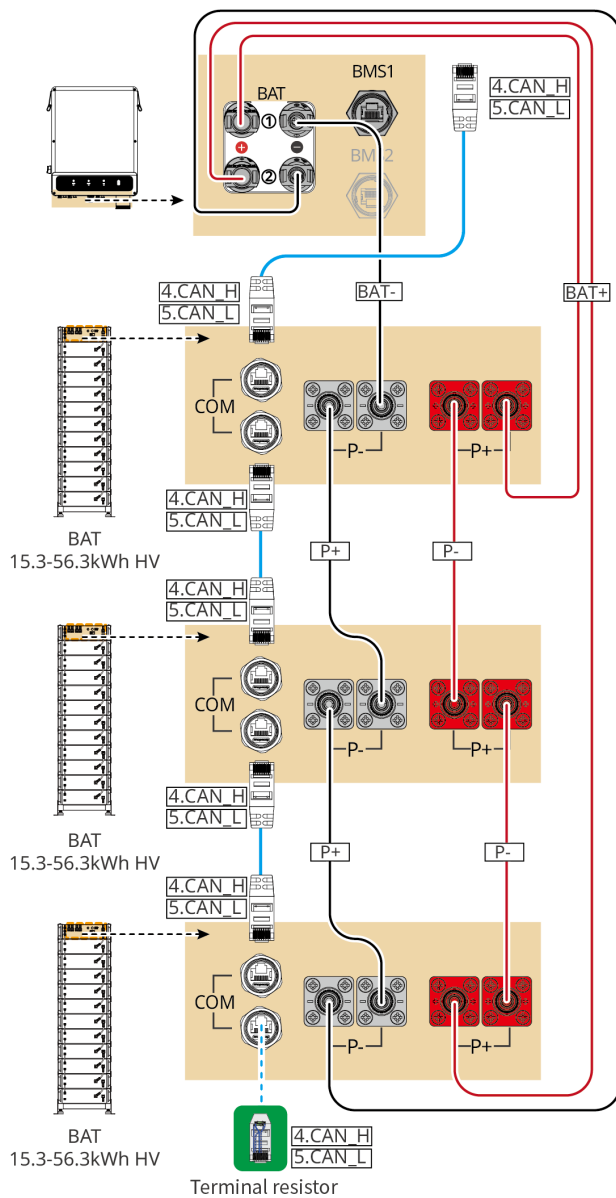 BMS1
BAT
①
②
+
−
BMS2
4.CAN_H
5.CAN_L
4.CAN_H
5.CAN_L
BAT-
BAT+
COM
P-
P+
4.CAN_H
5.CAN_L
BAT
15.3-56.3kWh HV
P+
P-
4.CAN_H
5.CAN_L
COM
P-
P+
4.CAN_H
5.CAN_L
BAT
15.3-56.3kWh HV
P+
P-
4.CAN_H
5.CAN_L
COM
P-
P+
BAT
15.3-56.3kWh HV
4.CAN_H
5.CAN_L
Terminal resistor